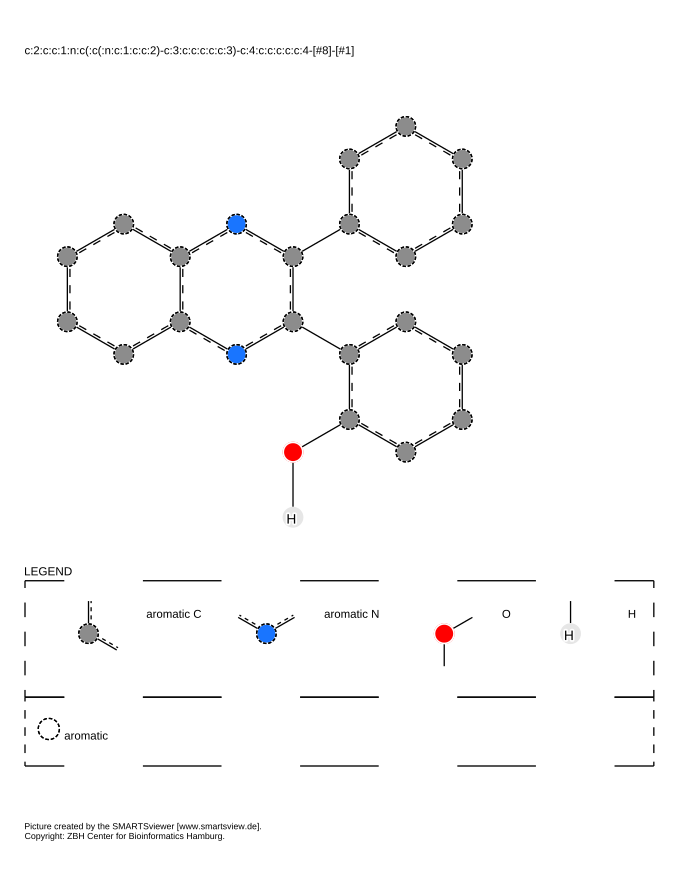 c:2:c:c:1:n:c(:c(:n:c:1:c:c:2)-c:3:c:c:c:c:c:3)-c:4:c:c:c:c:c:4-[#8]-[#1]
H
LEGEND
aromatic C
aromatic N
O
H
H
aromatic
Picture created by the SMARTSviewer [www.smartsview.de].
Copyright: ZBH Center for Bioinformatics Hamburg.